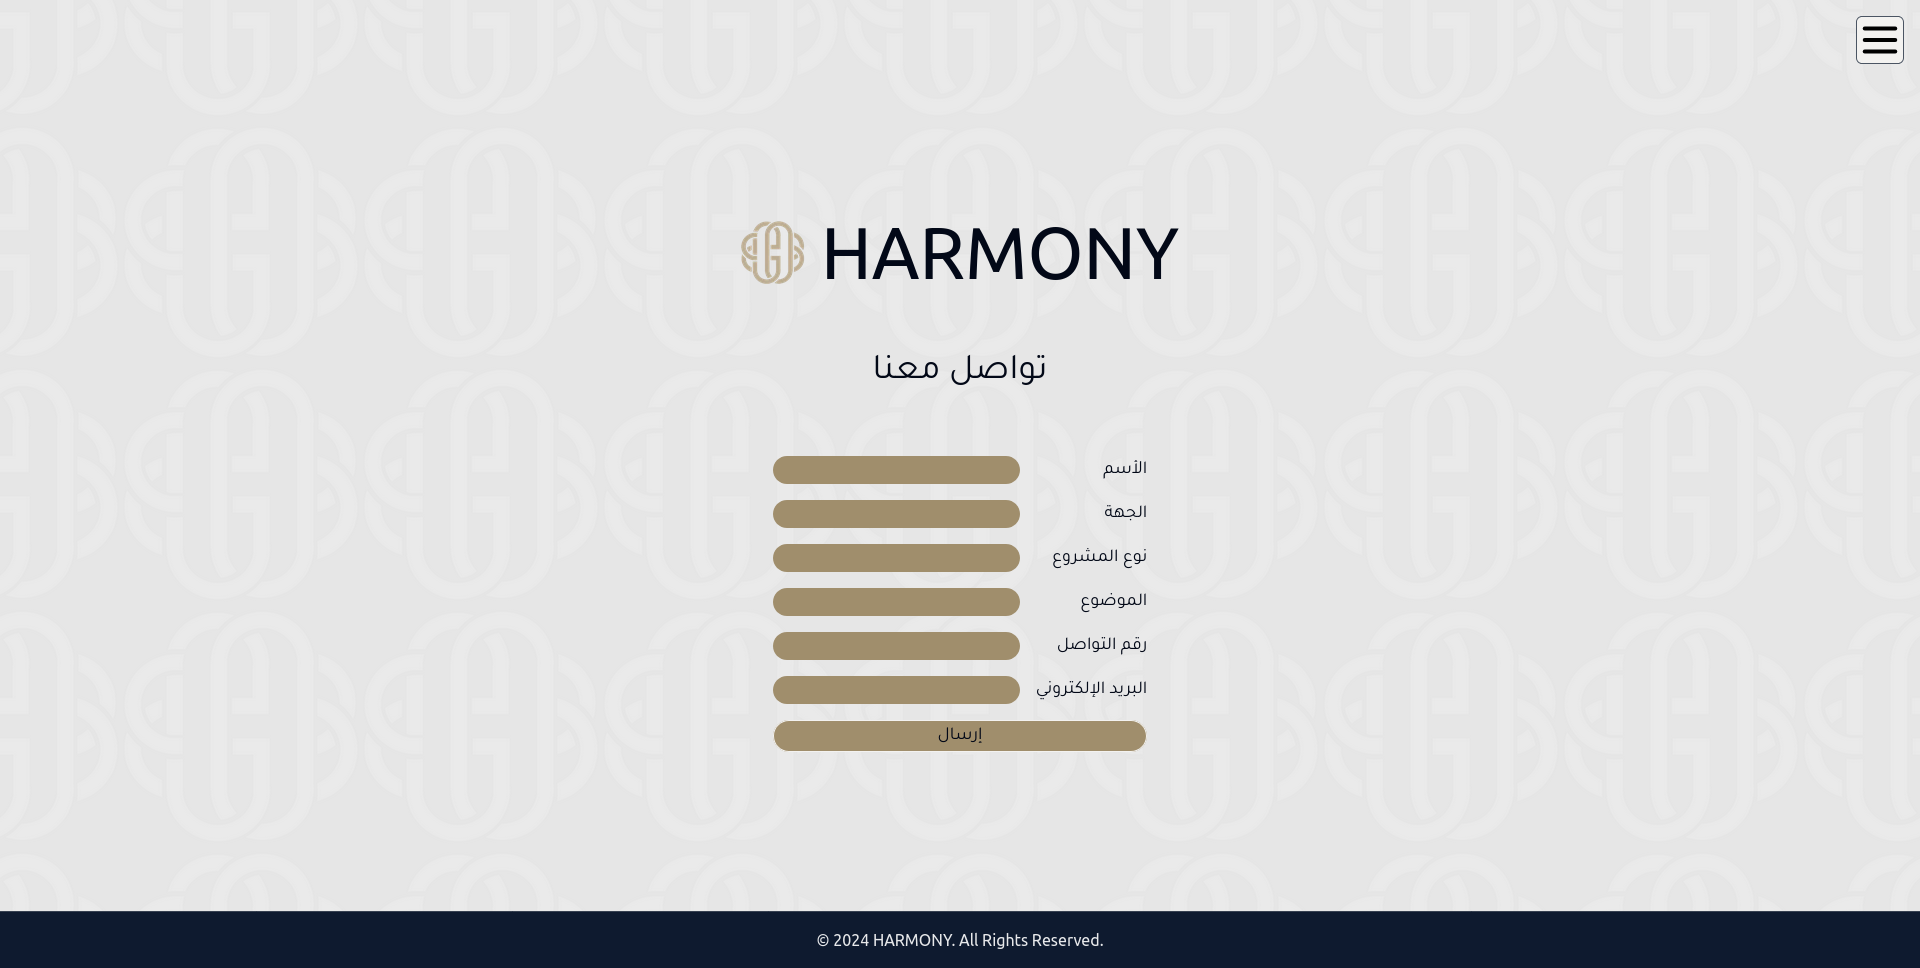 HARMONY
تواصل معنا
الأسم
الجهة
نوع المشروع
الموضوع
رقم التواصل
البريد الإلكتروني
إرسال
© 2024 HARMONY. All Rights Reserved.